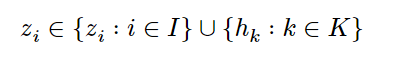 z_i ∈ {z_i : i ∈ I} ∪ {h_k : k ∈ K}